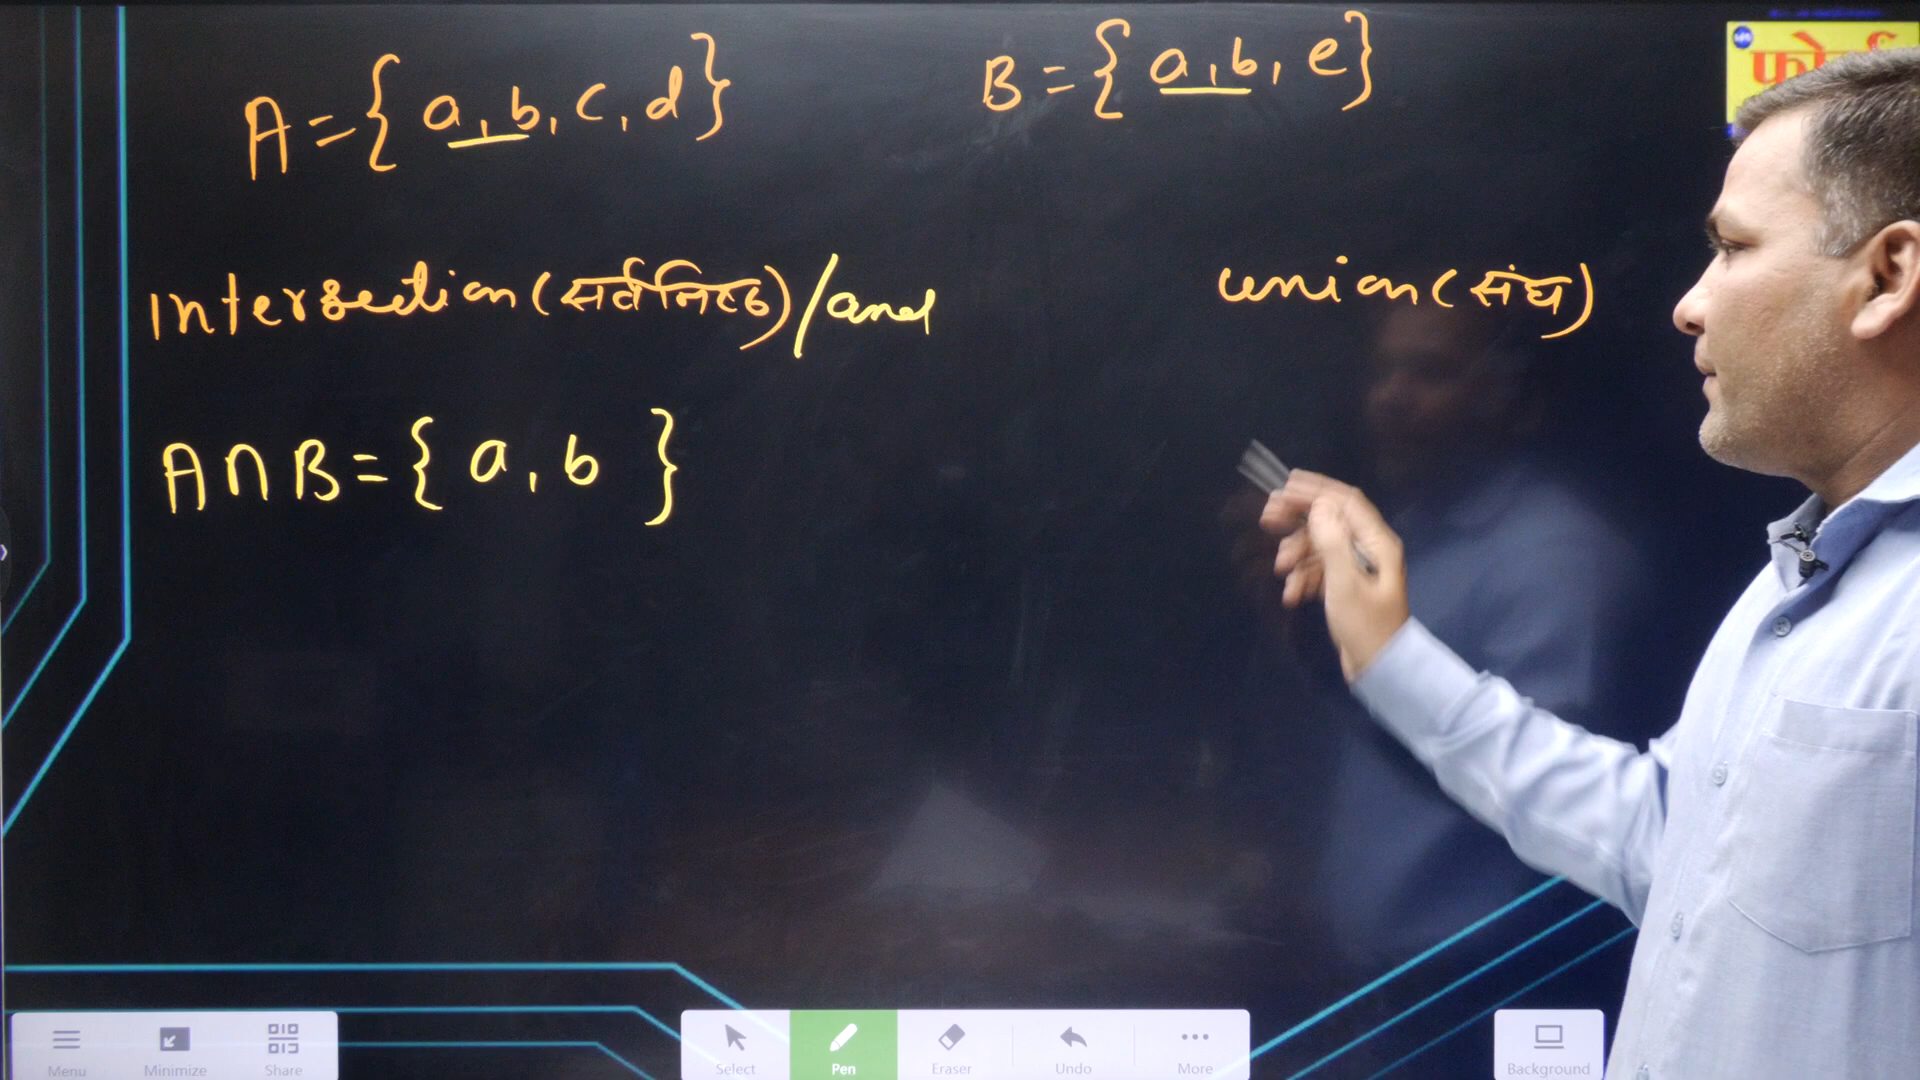 A = { a, b, c, d }
B = { a, b, e }
Intersection (सर्वनिष्ठ) / and
union (संघ)
A ∩ B = { a, b }
Menu
Minimize
Share
Select
Pen
Eraser
Undo
More
Background